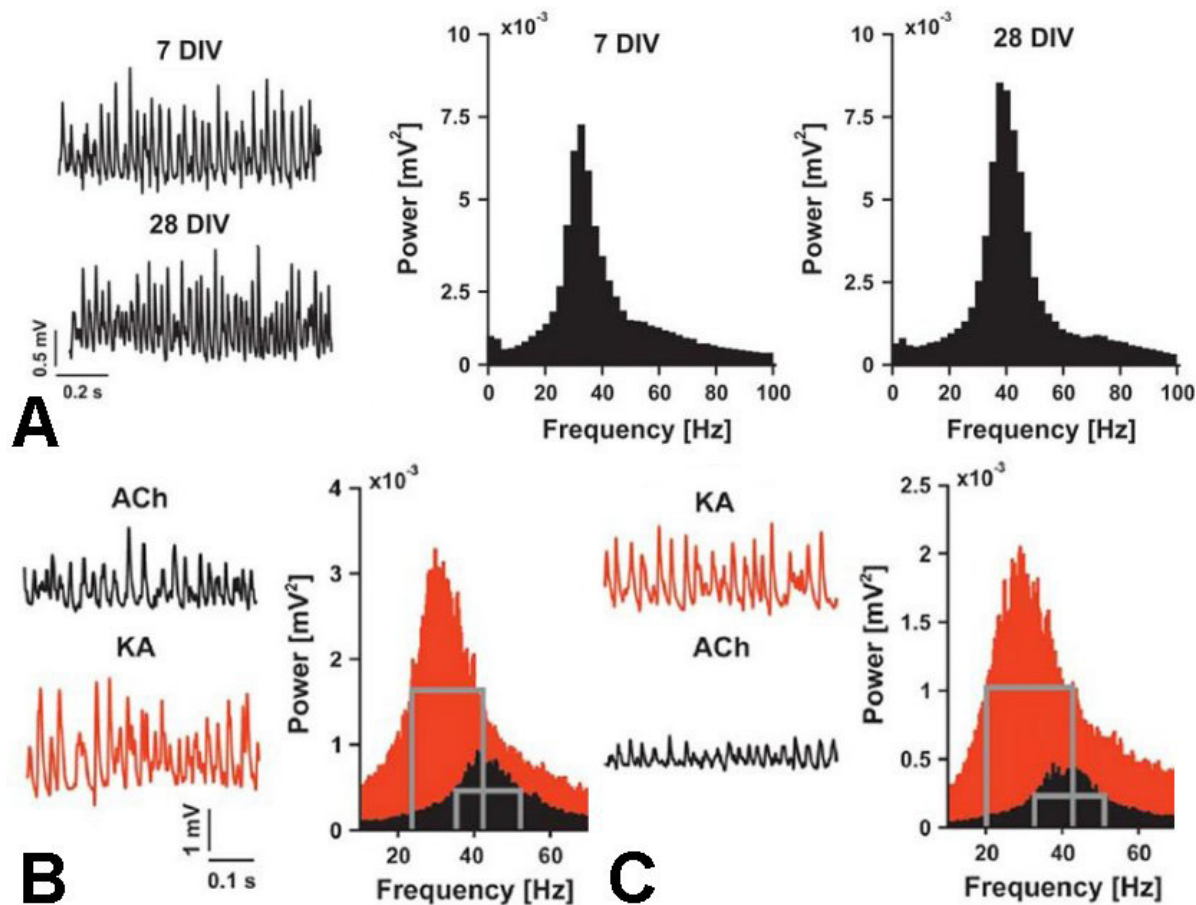 7 DIV
28 DIV
0.5 mV
0.2 s
A
x10⁻³
7 DIV
10
7.5
5
2.5
0
Power [mV²]
0 20 40 60 80 100
Frequency [Hz]
x10⁻³
28 DIV
10
7.5
5
2.5
0
Power [mV²]
0 20 40 60 80 100
Frequency [Hz]
ACh
KA
1 mV
0.1 s
B
x10⁻³
4
3
2
1
0
Power [mV²]
20 40 60
Frequency [Hz]
KA
ACh
C
x10⁻³
2.5
2
1.5
1
0.5
0
Power [mV²]
20 40 60
Frequency [Hz]